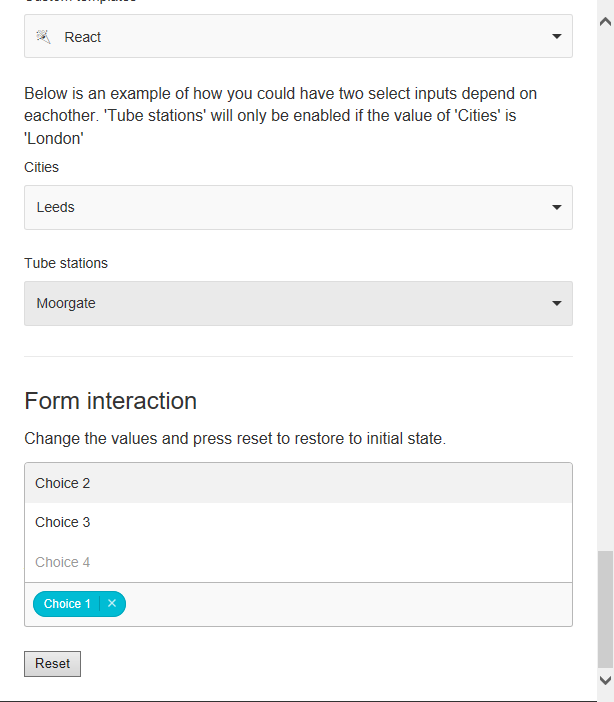 React
Below is an example of how you could have two select inputs depend on
eachother. 'Tube stations' will only be enabled if the value of 'Cities' is
'London'
Cities
Leeds
Tube stations
Moorgate
Form interaction
Change the values and press reset to restore to initial state.
Choice 2
Choice 3
Choice 4
Choice 1
Reset